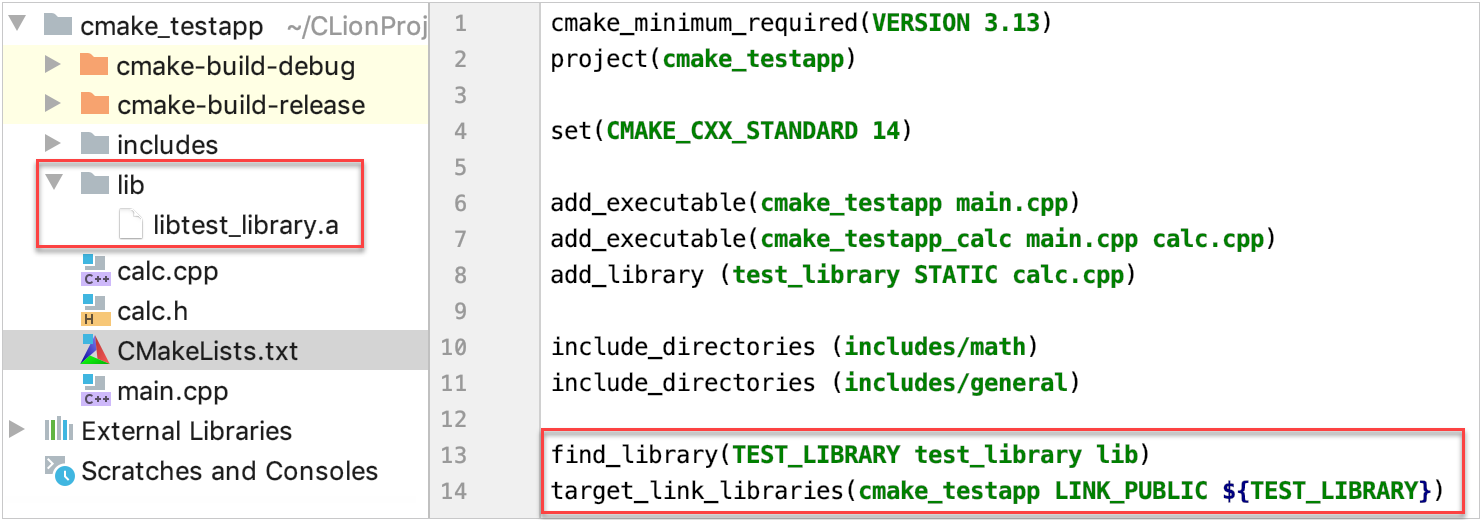 cmake_testapp ~/CLionProj
cmake-build-debug
cmake-build-release
includes
lib
libtest_library.a
C++ calc.cpp
H calc.h
CMakeLists.txt
C++ main.cpp
External Libraries
Scratches and Consoles
1 cmake_minimum_required(VERSION 3.13)
2 project(cmake_testapp)
3
4 set(CMAKE_CXX_STANDARD 14)
5
6 add_executable(cmake_testapp main.cpp)
7 add_executable(cmake_testapp_calc main.cpp calc.cpp)
8 add_library (test_library STATIC calc.cpp)
9
10 include_directories (includes/math)
11 include_directories (includes/general)
12
13 find_library(TEST_LIBRARY test_library lib)
14 target_link_libraries(cmake_testapp LINK_PUBLIC ${TEST_LIBRARY})